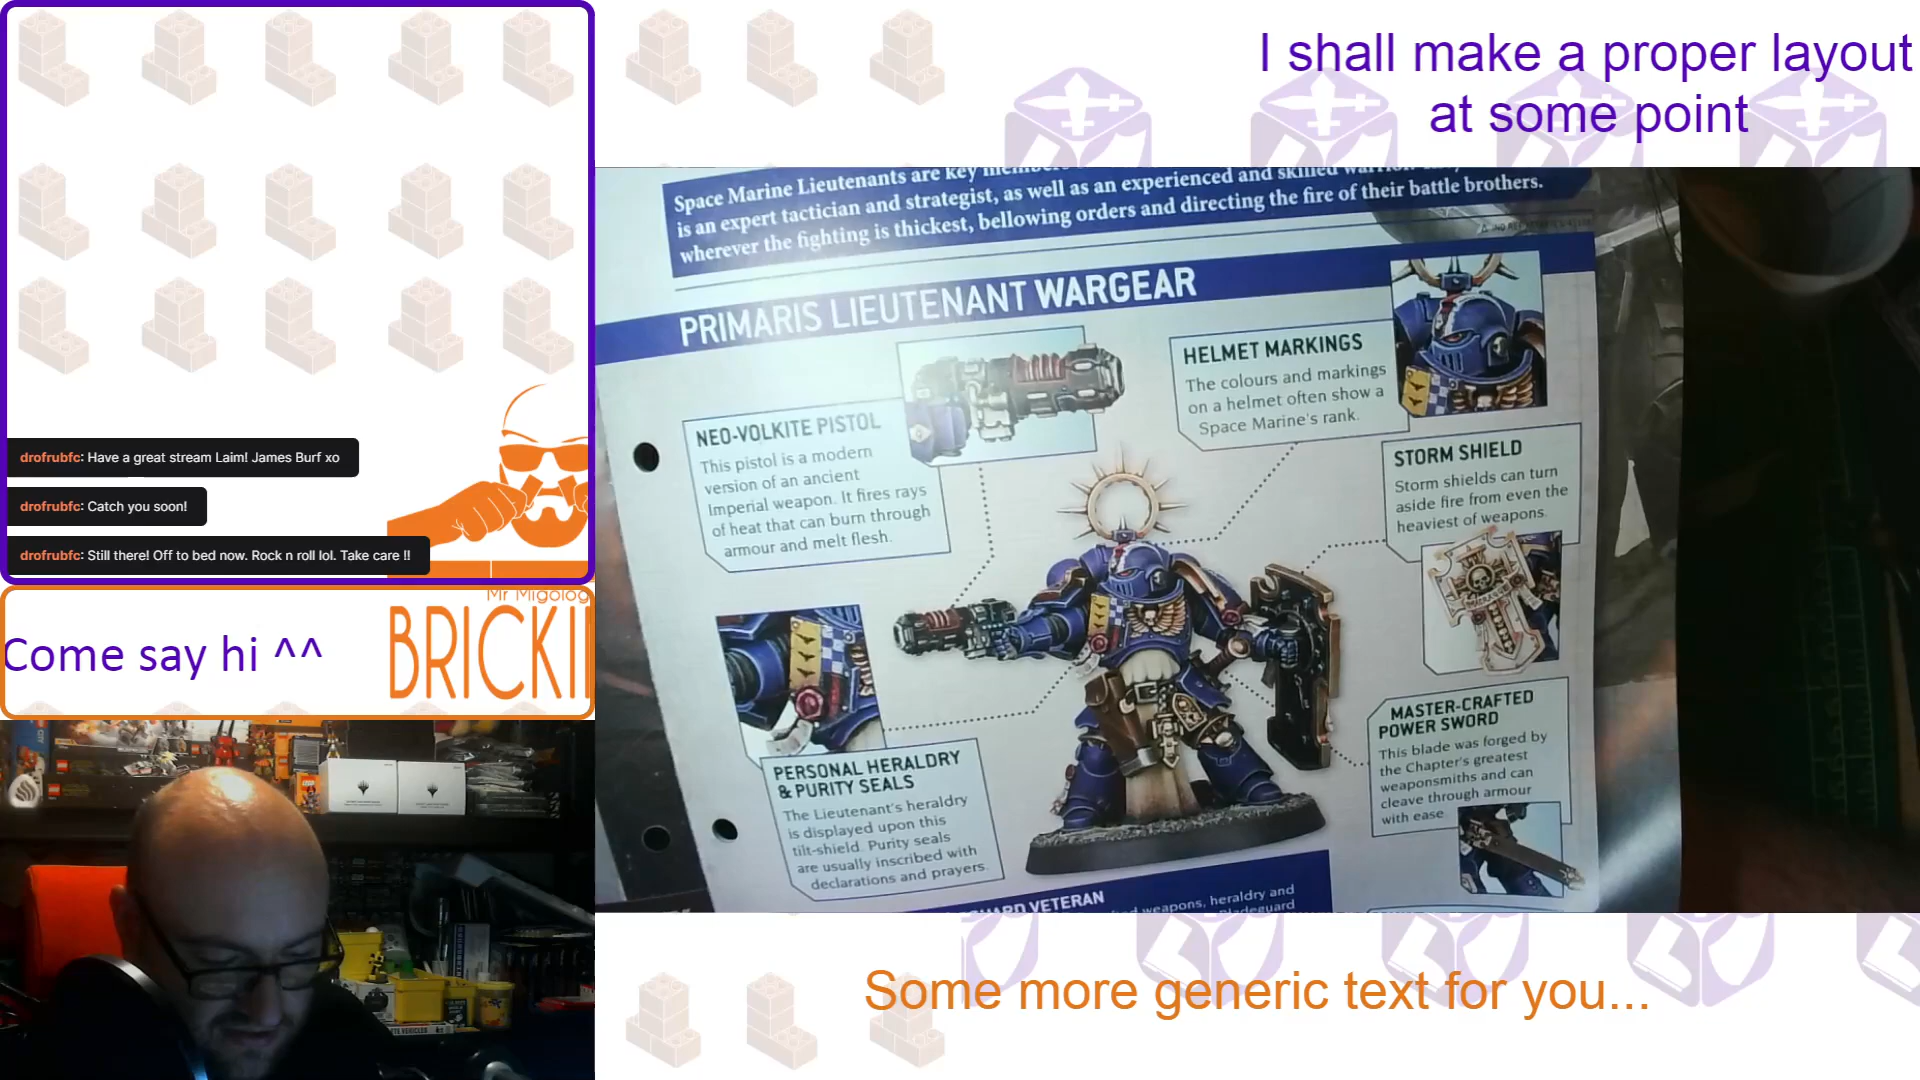 I shall make a proper layout
at some point
drofrubfc: Have a great stream Laim! James Burf xo
drofrubfc: Catch you soon!
drofrubfc: Still there! Off to bed now. Rock n roll lol. Take care !!
Mr Migolog
BRICKI
Come say hi ^^
Space Marine Lieutenants are key
is an expert tactician and strategist, as well as an experienced and skilled
wherever the fighting is thickest, bellowing orders and directing the fire of their battle brothers.
PRIMARIS LIEUTENANT WARGEAR
NEO-VOLKITE PISTOL
This pistol is a modern
version of an ancient
Imperial weapon. It fires rays
of heat that can burn through
armour and melt flesh.
HELMET MARKINGS
The colours and markings
on a helmet often show a
Space Marine's rank.
STORM SHIELD
Storm shields can turn
aside fire from even the
heaviest of weapons.
PERSONAL HERALDRY
& PURITY SEALS
The Lieutenant's heraldry
is displayed upon this
tilt-shield. Purity seals
are usually inscribed with
declarations and prayers.
MASTER-CRAFTED
POWER SWORD
This blade was forged by
the Chapter's greatest
weaponsmiths and can
cleave through armour
with ease
VETERAN
weapons, heraldry and
Some more generic text for you...